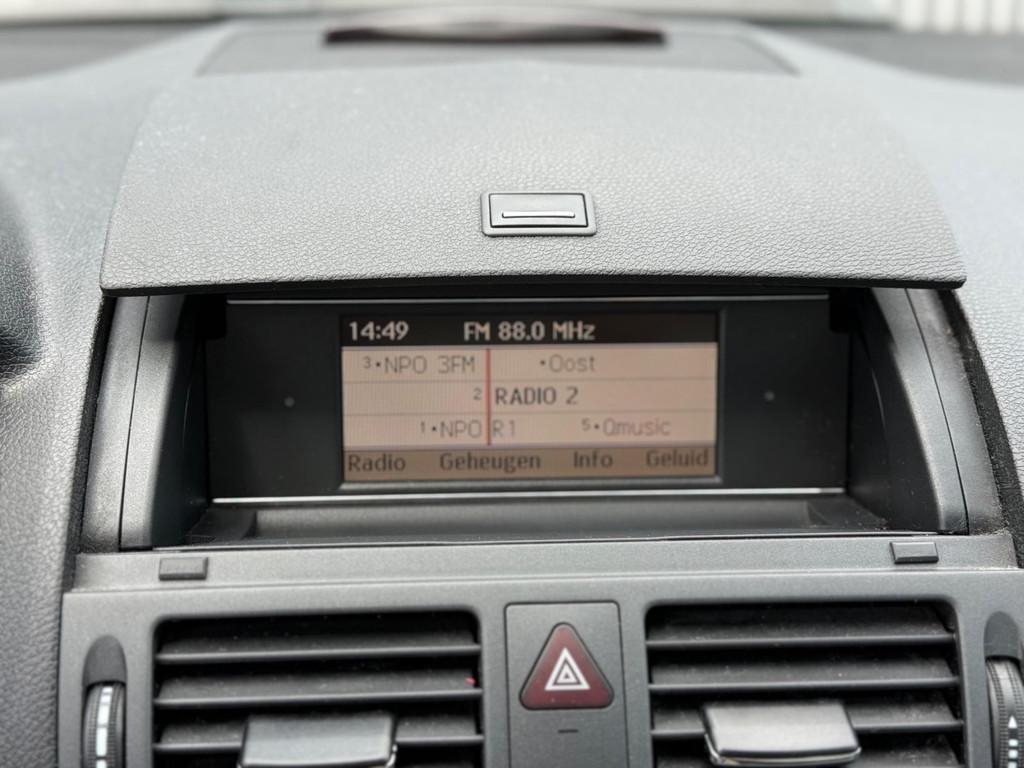 14:49 FM 88.0 MHz
3•NPO 3FM •Oost
2 RADIO 2
1•NPO R1 5•Qmusic
Radio Geheugen Info Geluid